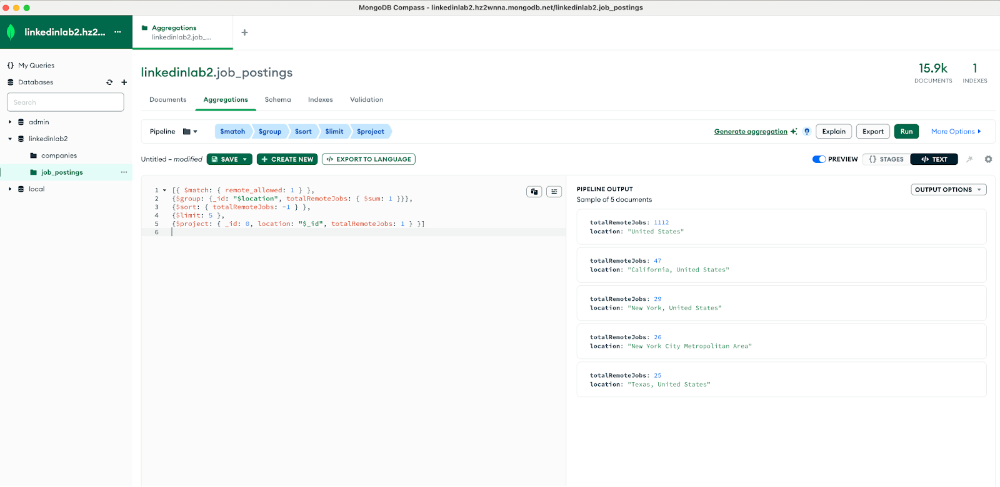 MongoDB Compass - linkedinlab2.hz2wnna.mongodb.net/linkedinlab2.job_postings
linkedinlab2.hz2... ...
Aggregations
linkedinlab2.job_...
+
{} My Queries
Databases
+
Search
admin
linkedinlab2
companies
job_postings ...
local
linkedinlab2.job_postings
15.9k
DOCUMENTS
1
INDEXES
Documents
Aggregations
Schema
Indexes
Validation
Pipeline
$match
$group
$sort
$limit
$project
Generate aggregation
Explain
Export
Run
More Options
Untitled – modified
SAVE
+ CREATE NEW
</> EXPORT TO LANGUAGE
PREVIEW
{} STAGES
</> TEXT
1 [{ $match: { remote_allowed: 1 } },
2 {$group: {_id: "$location", totalRemoteJobs: { $sum: 1 }}},
3 {$sort: { totalRemoteJobs: -1 } },
4 {$limit: 5 },
5 {$project: { _id: 0, location: "$_id", totalRemoteJobs: 1 } }]
6
PIPELINE OUTPUT
Sample of 5 documents
OUTPUT OPTIONS
totalRemoteJobs: 1112
location: "United States"
totalRemoteJobs: 47
location: "California, United States"
totalRemoteJobs: 29
location: "New York, United States"
totalRemoteJobs: 26
location: "New York City Metropolitan Area"
totalRemoteJobs: 25
location: "Texas, United States"